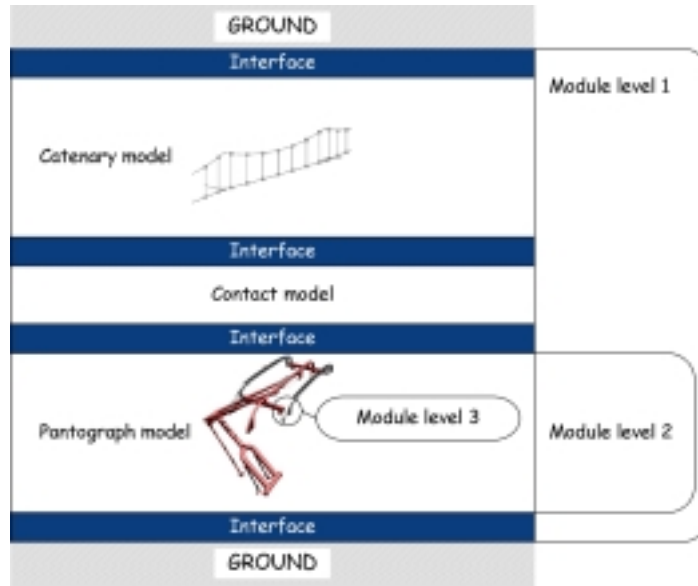 GROUND
Interface
Module level 1
Catenary model
Interface
Contact model
Interface
Module level 3
Pantograph model
Module level 2
Interface
GROUND